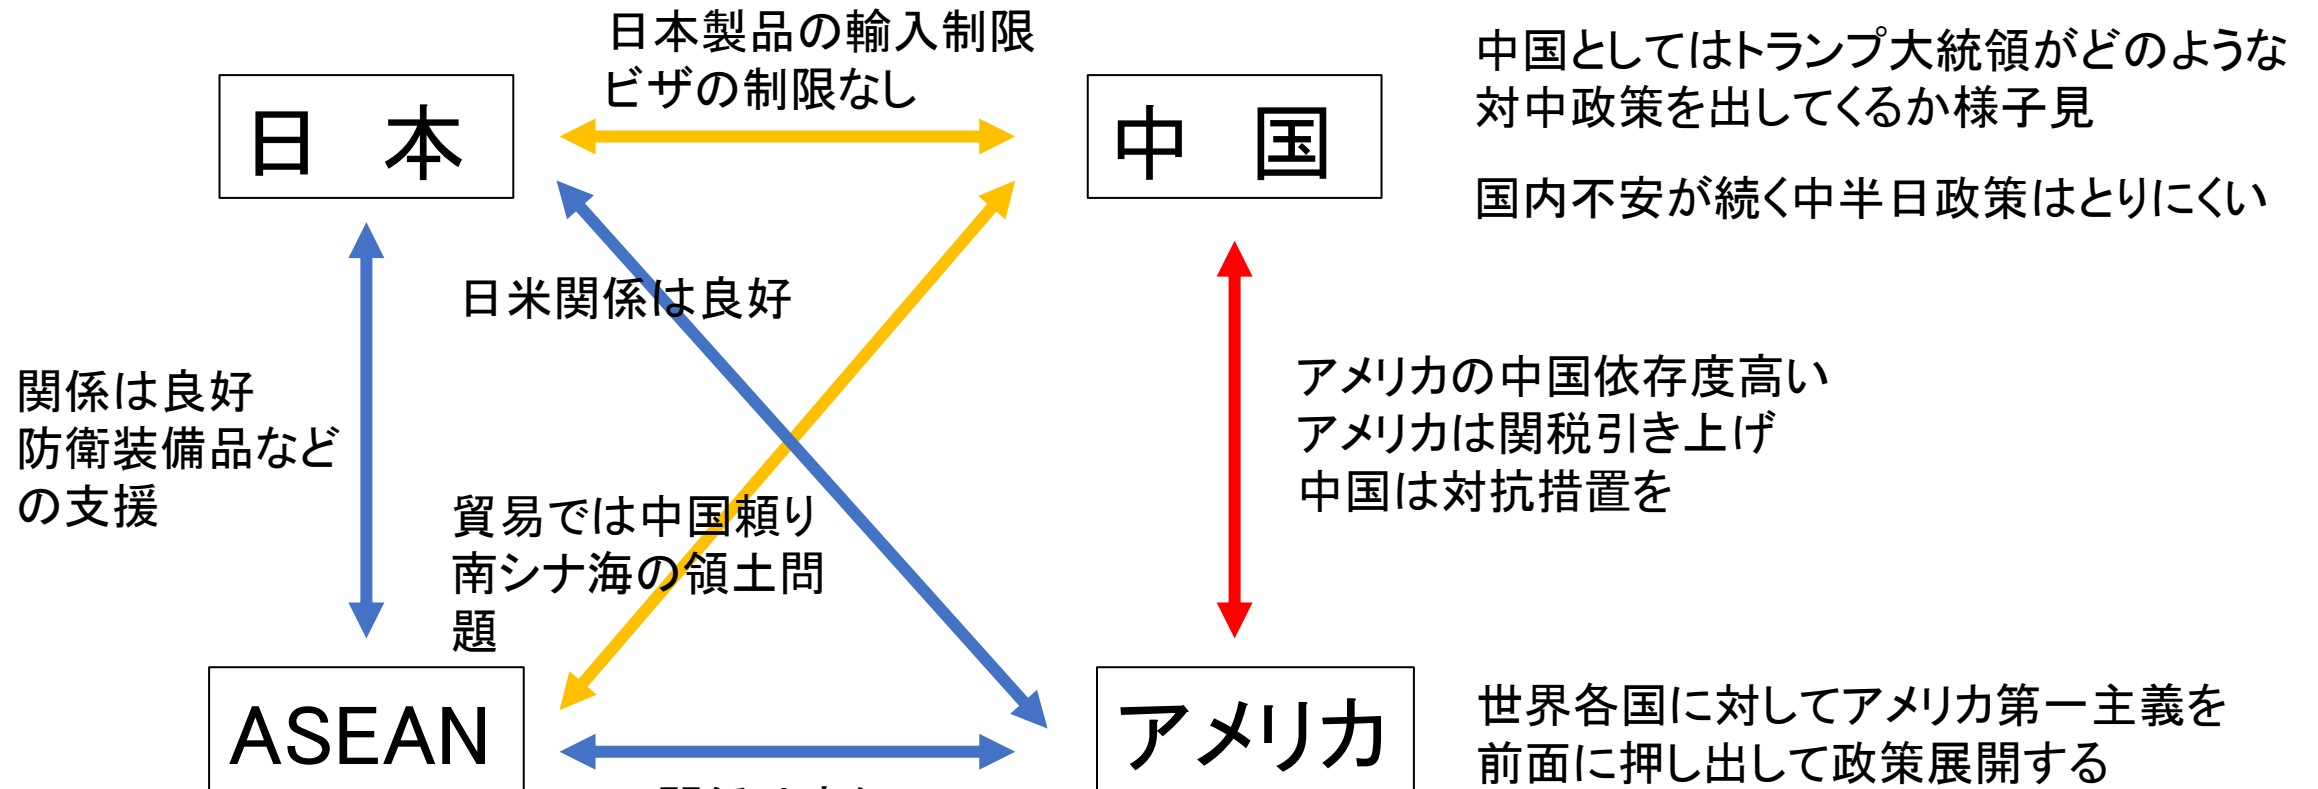 日本製品の輸入制限
ビザの制限なし
日 本
中 国
中国としてはトランプ大統領がどのような
対中政策を出してくるか様子見
国内不安が続く中半日政策はとりにくい
日米関係は良好
関係は良好
防衛装備品など
の支援
アメリカの中国依存度高い
アメリカは関税引き上げ
中国は対抗措置を
貿易では中国頼り
南シナ海の領土問
題
ASEAN
アメリカ
世界各国に対してアメリカ第一主義を
前面に押し出して政策展開する